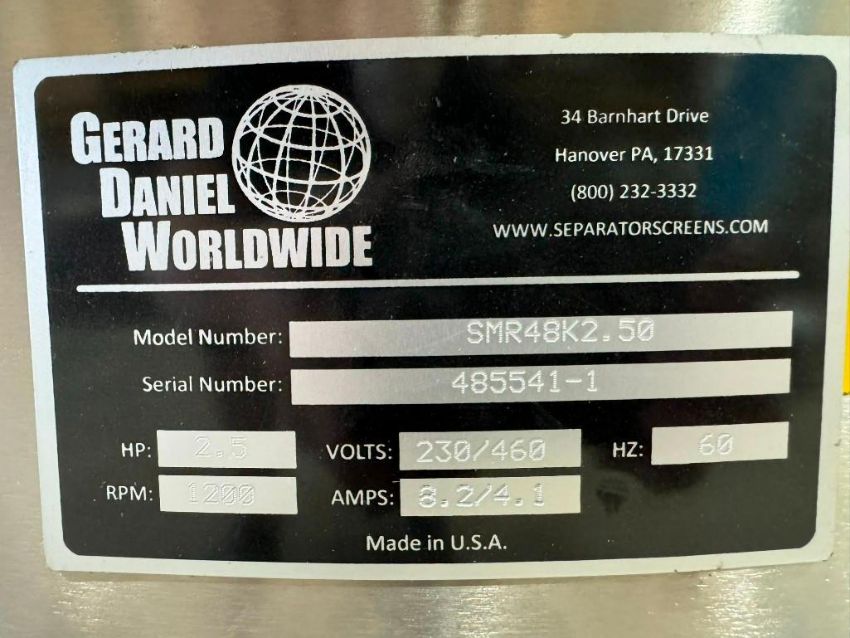 GERARD
DANIEL
WORLDWIDE
34 Barnhart Drive
Hanover PA, 17331
(800) 232-3332
WWW.SEPARATORSCREENS.COM
Model Number: SMR48K2.50
Serial Number: 485541-1
HP: 2.5 VOLTS: 230/460 HZ: 60
RPM: 1200 AMPS: 8.2/4.1
Made in U.S.A.